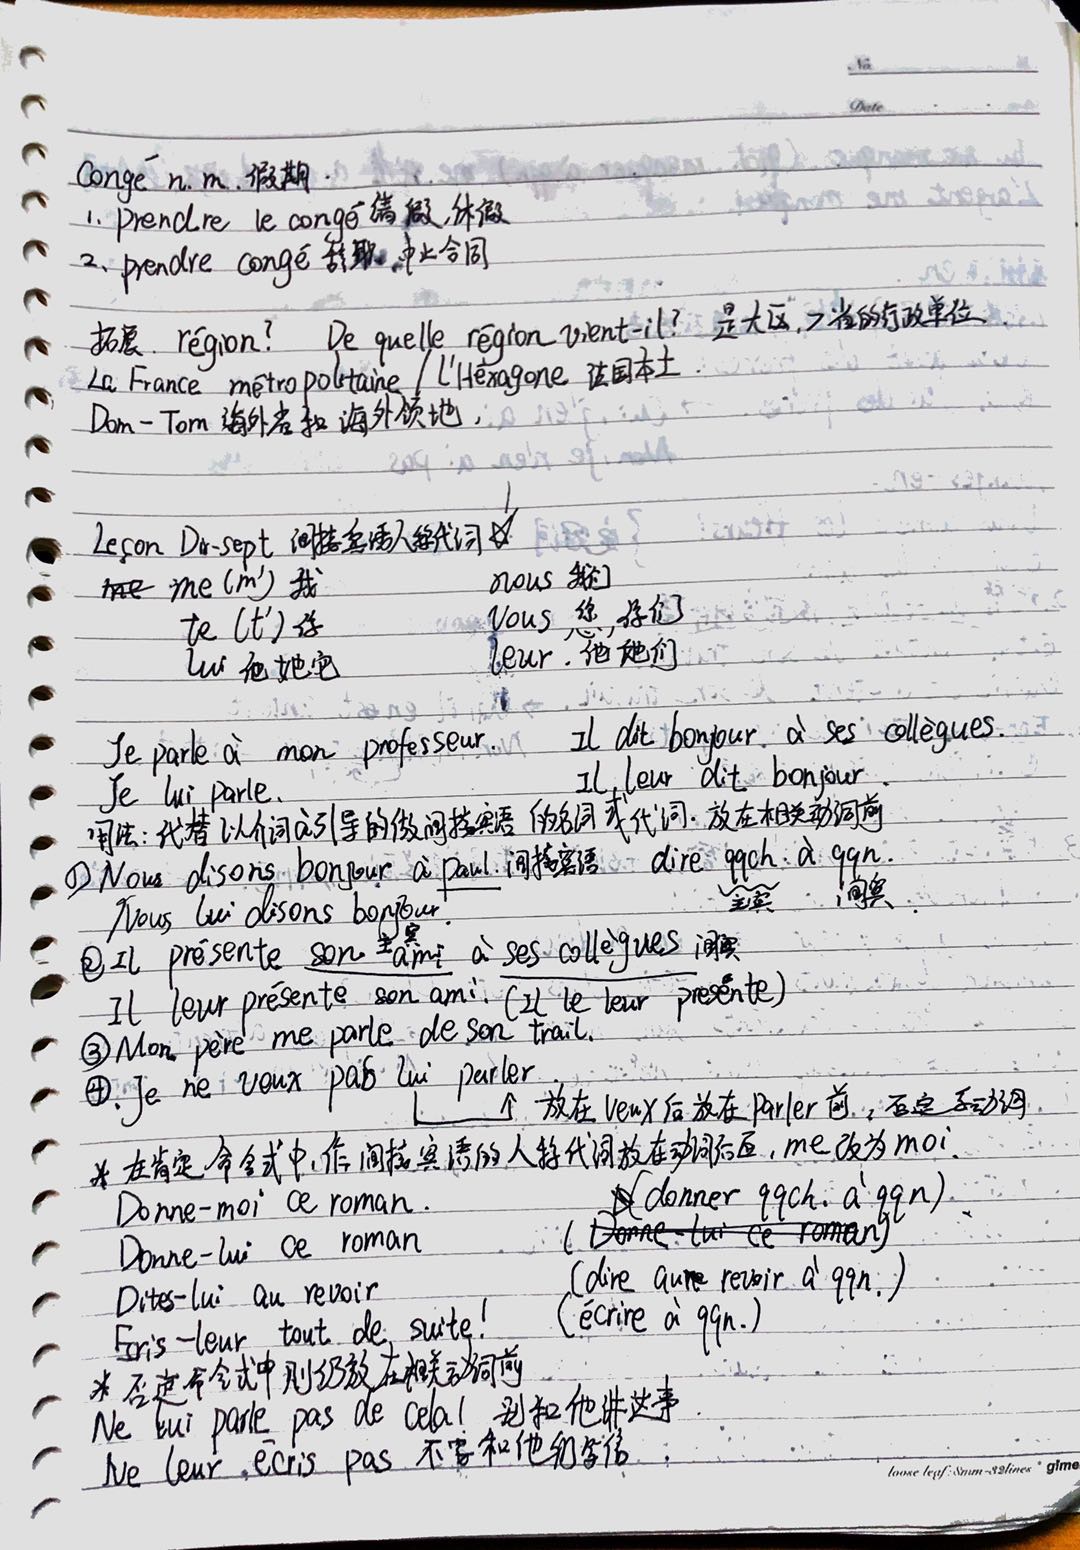 No
Date
Congé n. m. 假期.
1. prendre le congé 请假,休假
2. prendre congé 辞职,中止合同
拓展. région? De quelle région vient-il? 是大区,>省的行政单位.
La France métropolitaine / L'Hexagone 法国本土.
Dom-Tom 海外省和海外领地.
Leçon Dix-sept 间接宾语人称代词 ☆
me (m') 我 nous 我们
te (t') 你 vous 您,你们
lui 他她它 leur. 他她们
Je parle à mon professeur. Il dit bonjour à ses collègues.
Je lui parle. Il leur dit bonjour.
用法: 代替以介词à引导的做间接宾语的名词或代词. 放在相关动词前
① Nous disons bonjour à paul. 间接宾语 dire qqch. à qqn.
Nous lui disons bonjour. 直宾 间宾
② Il présente son ami 直宾 à ses collègues 间宾
Il leur présente son ami. (Il le leur présente)
③ Mon père me parle de son trail.
④. Je ne veux pas lui parler
放在 veux 后放在 parler 前,否定系动词
* 在肯定命令式中,作间接宾语的人称代词放在动词后面,me 改为 moi.
Donne-moi ce roman. (donner qqch. à qqn)
Donne-lui ce roman (Donne-lui ce roman)
Dites-lui au revoir (dire au revoir à qqn.)
Ecris-leur tout de suite! (écrire à qqn.)
* 否定命令式中则仍放在相关动词前
Ne lui parle pas de cela! 别和他讲这事.
Ne leur écris pas 不要和他们写信.
loose leaf: 8mm-32lines